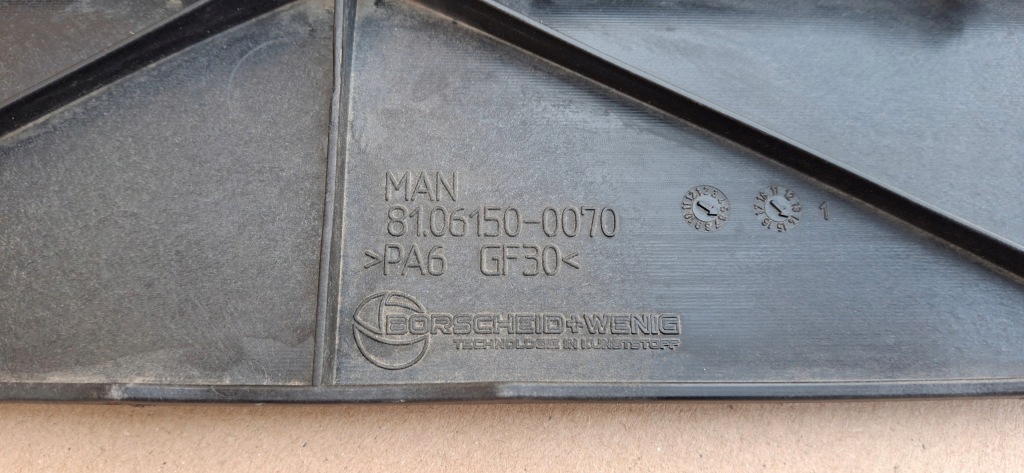 MAN
81.06150-0070
>PA6 GF30<
BORSCHEID+WENIG
TECHNOLOGIE IN KUNSTSTOFF
1